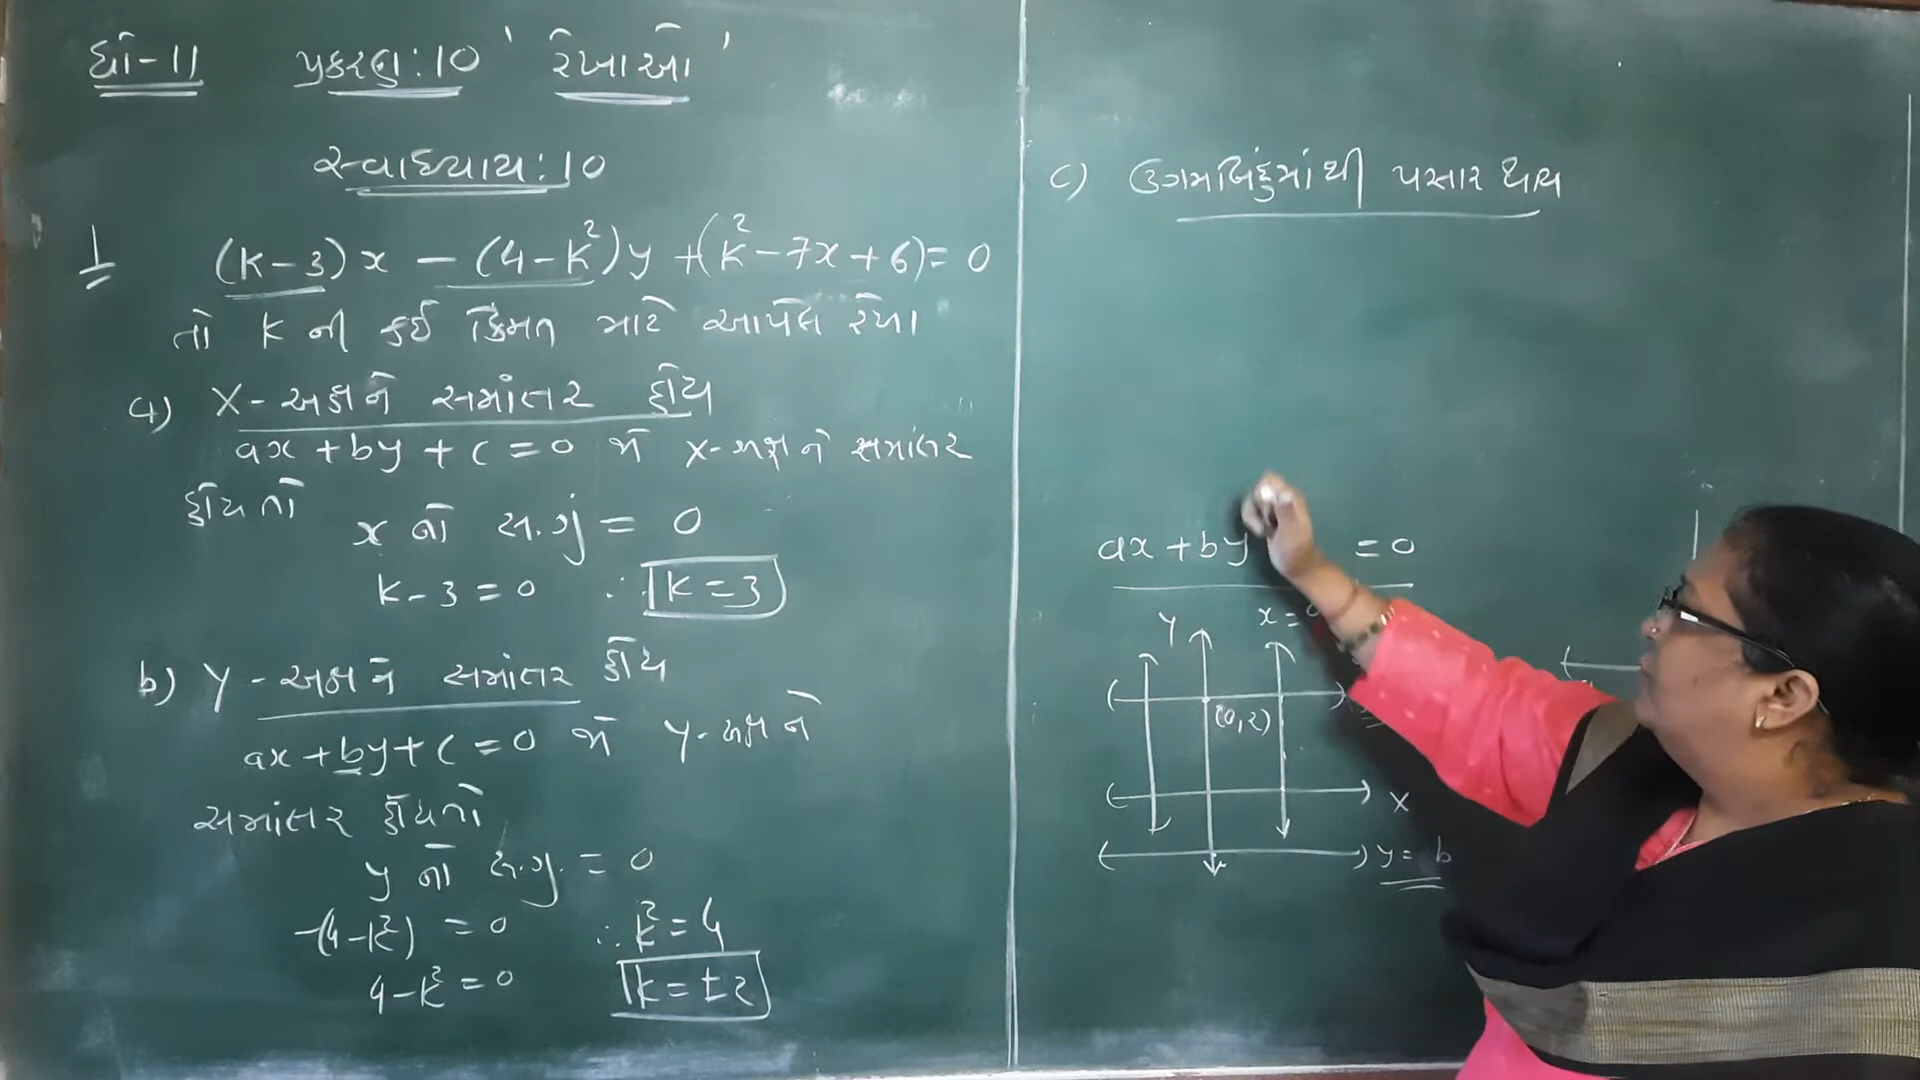 ધો-11 પ્રકરણ:10 'રેખાઓ'
સ્વાધ્યાય:10
1 (k-3)x - (4-k²)y + (k²-7x+6) = 0
તો k ની કઈ કિંમત માટે આપેલ રેખા
a) X-અક્ષને સમાંતર હોય
ax + by + c = 0 એ X-અક્ષ ને સમાંતર
હોય તો
x નો સ.ગુ = 0
k-3 = 0 ∴ k=3
b) Y-અક્ષને સમાંતર હોય
ax+by+c = 0 એ Y-અક્ષ ને
સમાંતર હોય તો
y નો સ.ગુ. = 0
-(4-k²) = 0 ∴ k² = 4
4-k² = 0 k = ±2
c) ઉગમબિંદુમાંથી પસાર થાય
ax + by = 0
Y x =
(0,2)
X
y = b